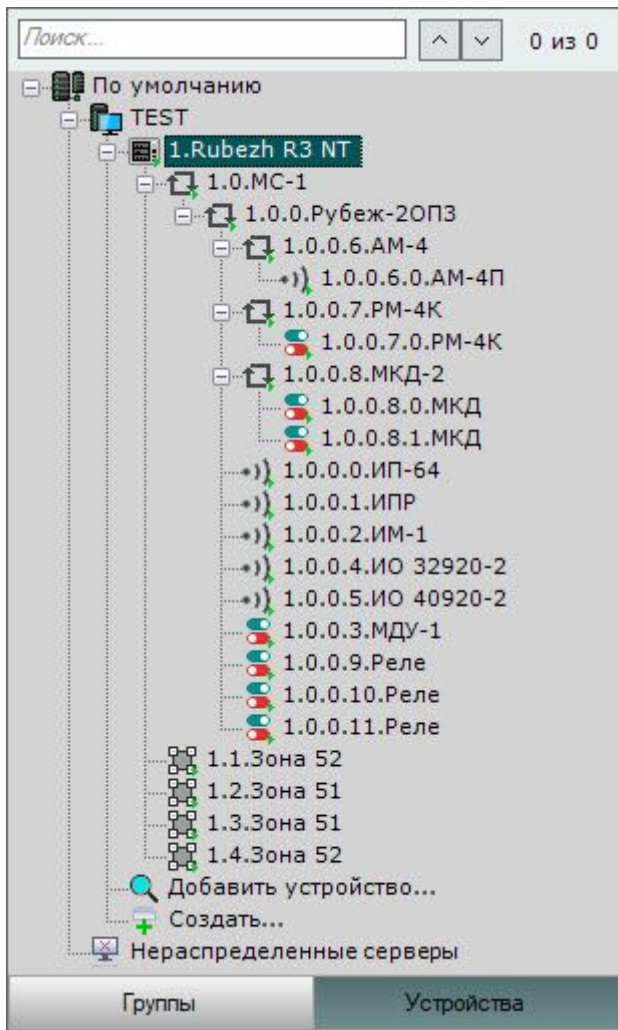 Поиск...
0 из 0
По умолчанию
TEST
1.Rubezh R3 NT
1.0.МС-1
1.0.0.Рубеж-2ОП3
1.0.0.6.АМ-4
1.0.0.6.0.АМ-4П
1.0.0.7.РМ-4К
1.0.0.7.0.РМ-4К
1.0.0.8.МКД-2
1.0.0.8.0.МКД
1.0.0.8.1.МКД
1.0.0.0.ИП-64
1.0.0.1.ИПР
1.0.0.2.ИМ-1
1.0.0.4.ИО 32920-2
1.0.0.5.ИО 40920-2
1.0.0.3.МДУ-1
1.0.0.9.Реле
1.0.0.10.Реле
1.0.0.11.Реле
1.1.Зона 52
1.2.Зона 51
1.3.Зона 51
1.4.Зона 52
Добавить устройство...
Создать...
Нераспределенные серверы
Группы
Устройства